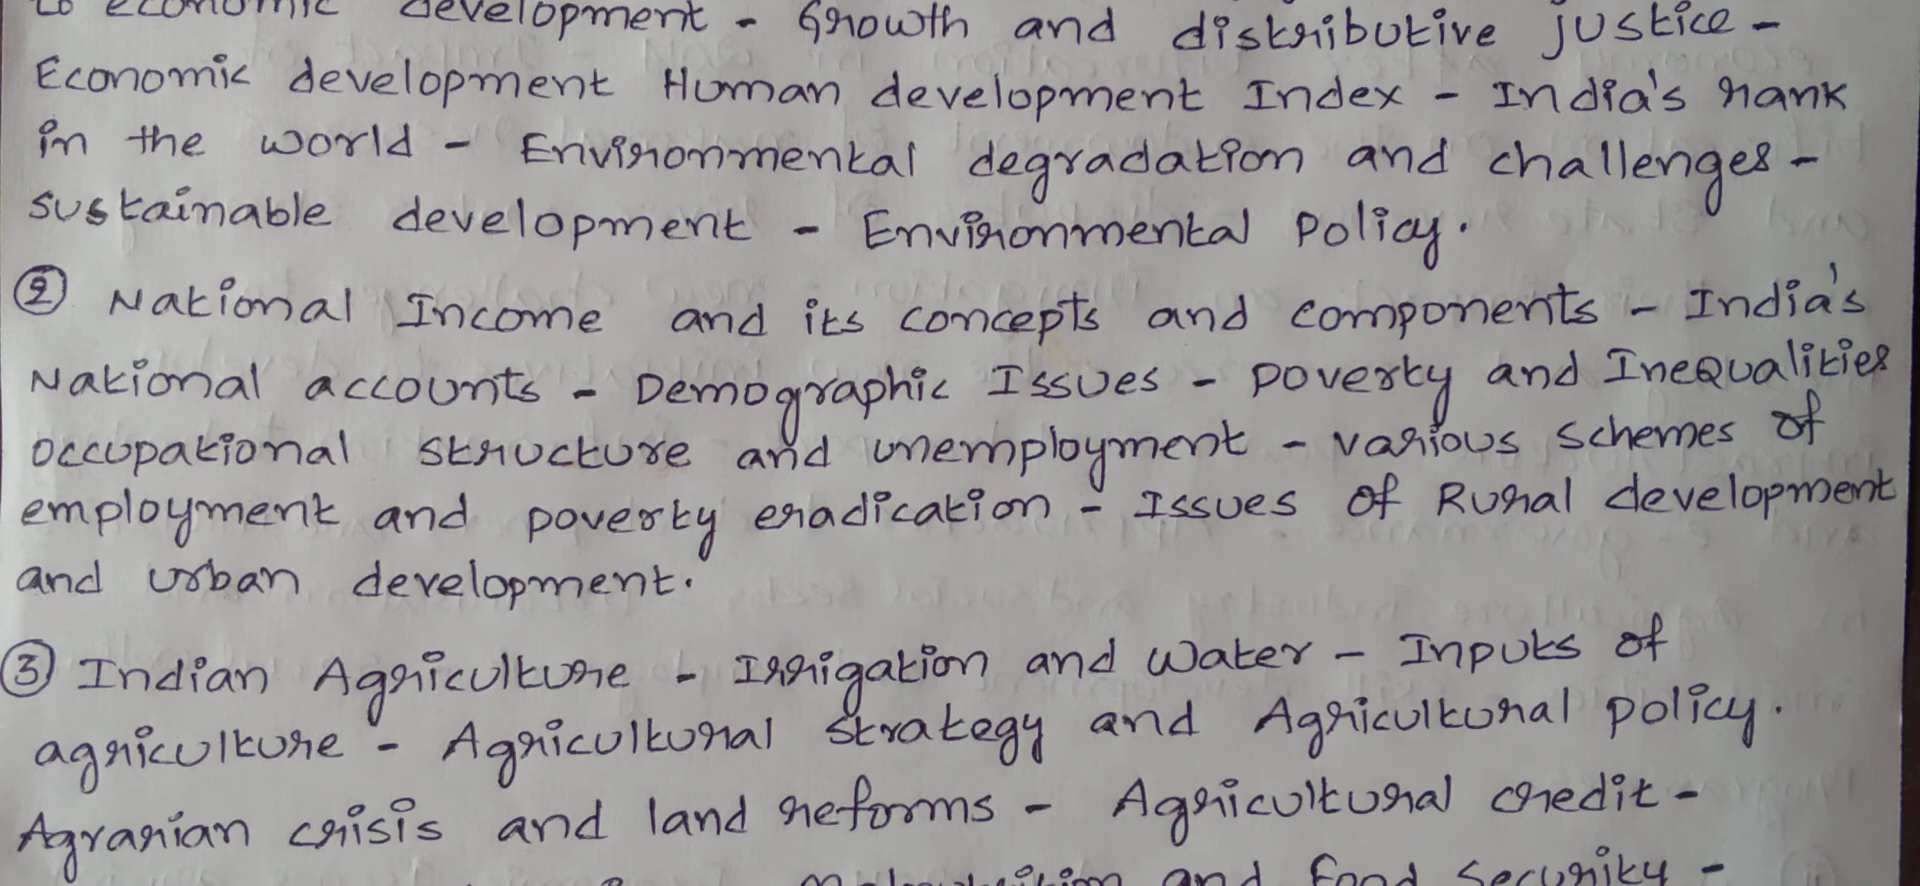 to economic development - Growth and distributive justice -
Economic development Human development Index - India's rank
in the world - Environmental degradation and challenges -
sustainable development - Environmental policy.
② National Income and its concepts and components - India's
National accounts - Demographic Issues - poverty and Inequalities
occupational structure and unemployment - various schemes of
employment and poverty eradication - Issues of Rural development
and urban development.
③ Indian Agriculture - Irrigation and water - Inputs of
agriculture - Agricultural strategy and Agricultural policy.
Agrarian crisis and land reforms - Agricultural credit -
and Food security -